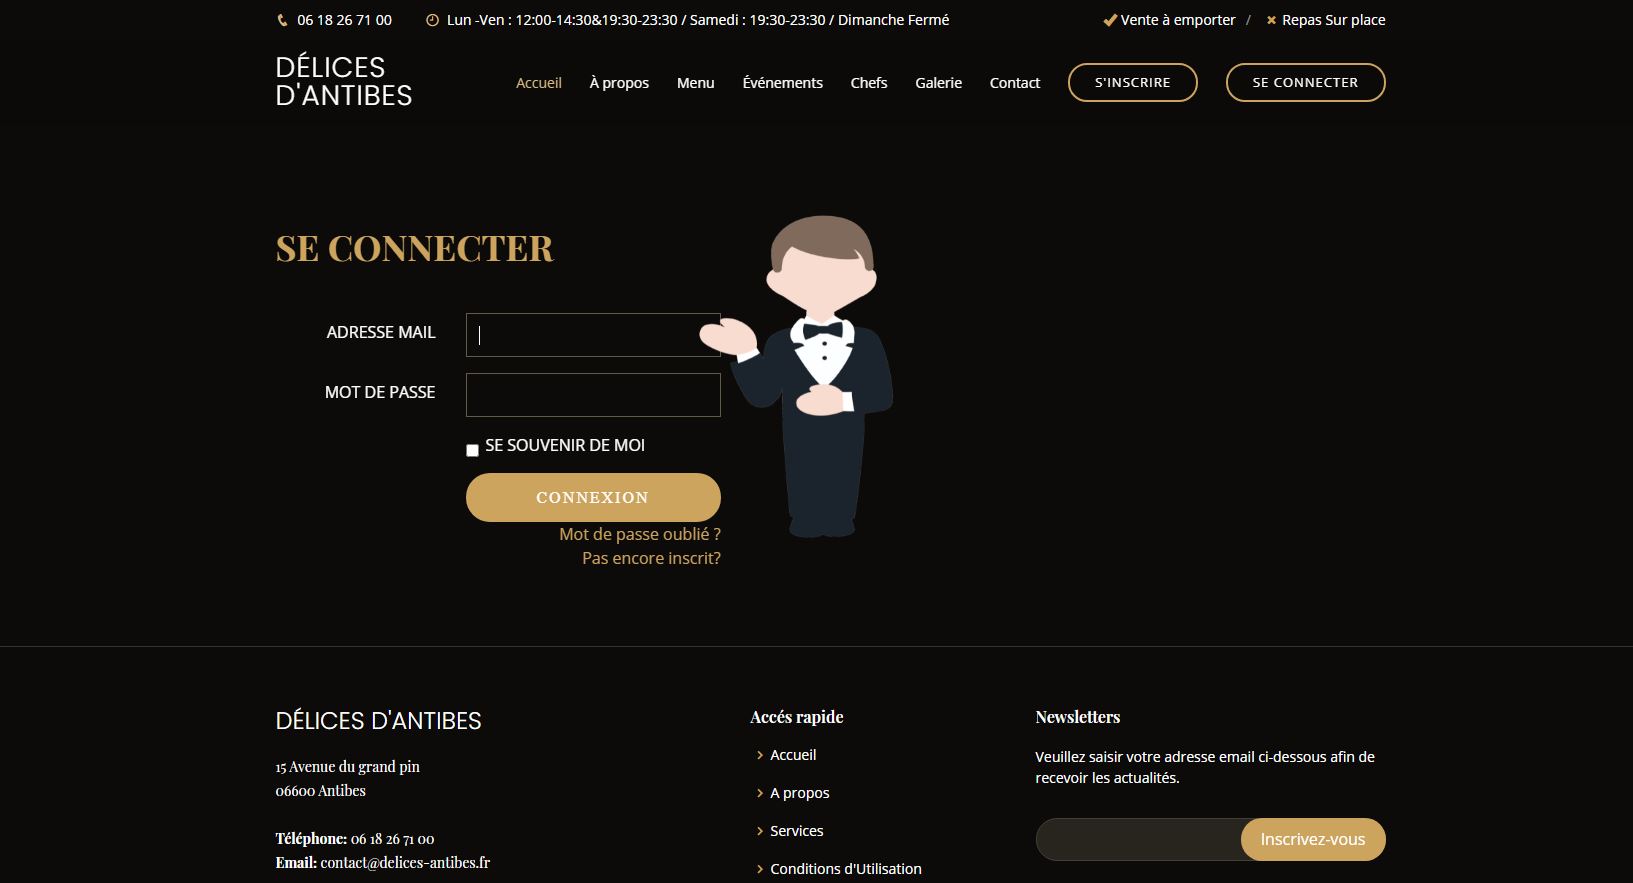 06 18 26 71 00
Lun -Ven : 12:00-14:30&19:30-23:30 / Samedi : 19:30-23:30 / Dimanche Fermé
Vente à emporter / Repas Sur place
DÉLICES
D'ANTIBES
Accueil
À propos
Menu
Événements
Chefs
Galerie
Contact
S'INSCRIRE
SE CONNECTER
SE CONNECTER
ADRESSE MAIL
MOT DE PASSE
SE SOUVENIR DE MOI
CONNEXION
Mot de passe oublié ?
Pas encore inscrit?
DÉLICES D'ANTIBES
15 Avenue du grand pin
06600 Antibes
Téléphone: 06 18 26 71 00
Email: contact@delices-antibes.fr
Accés rapide
Accueil
A propos
Services
Conditions d'Utilisation
Newsletters
Veuillez saisir votre adresse email ci-dessous afin de
recevoir les actualités.
Inscrivez-vous